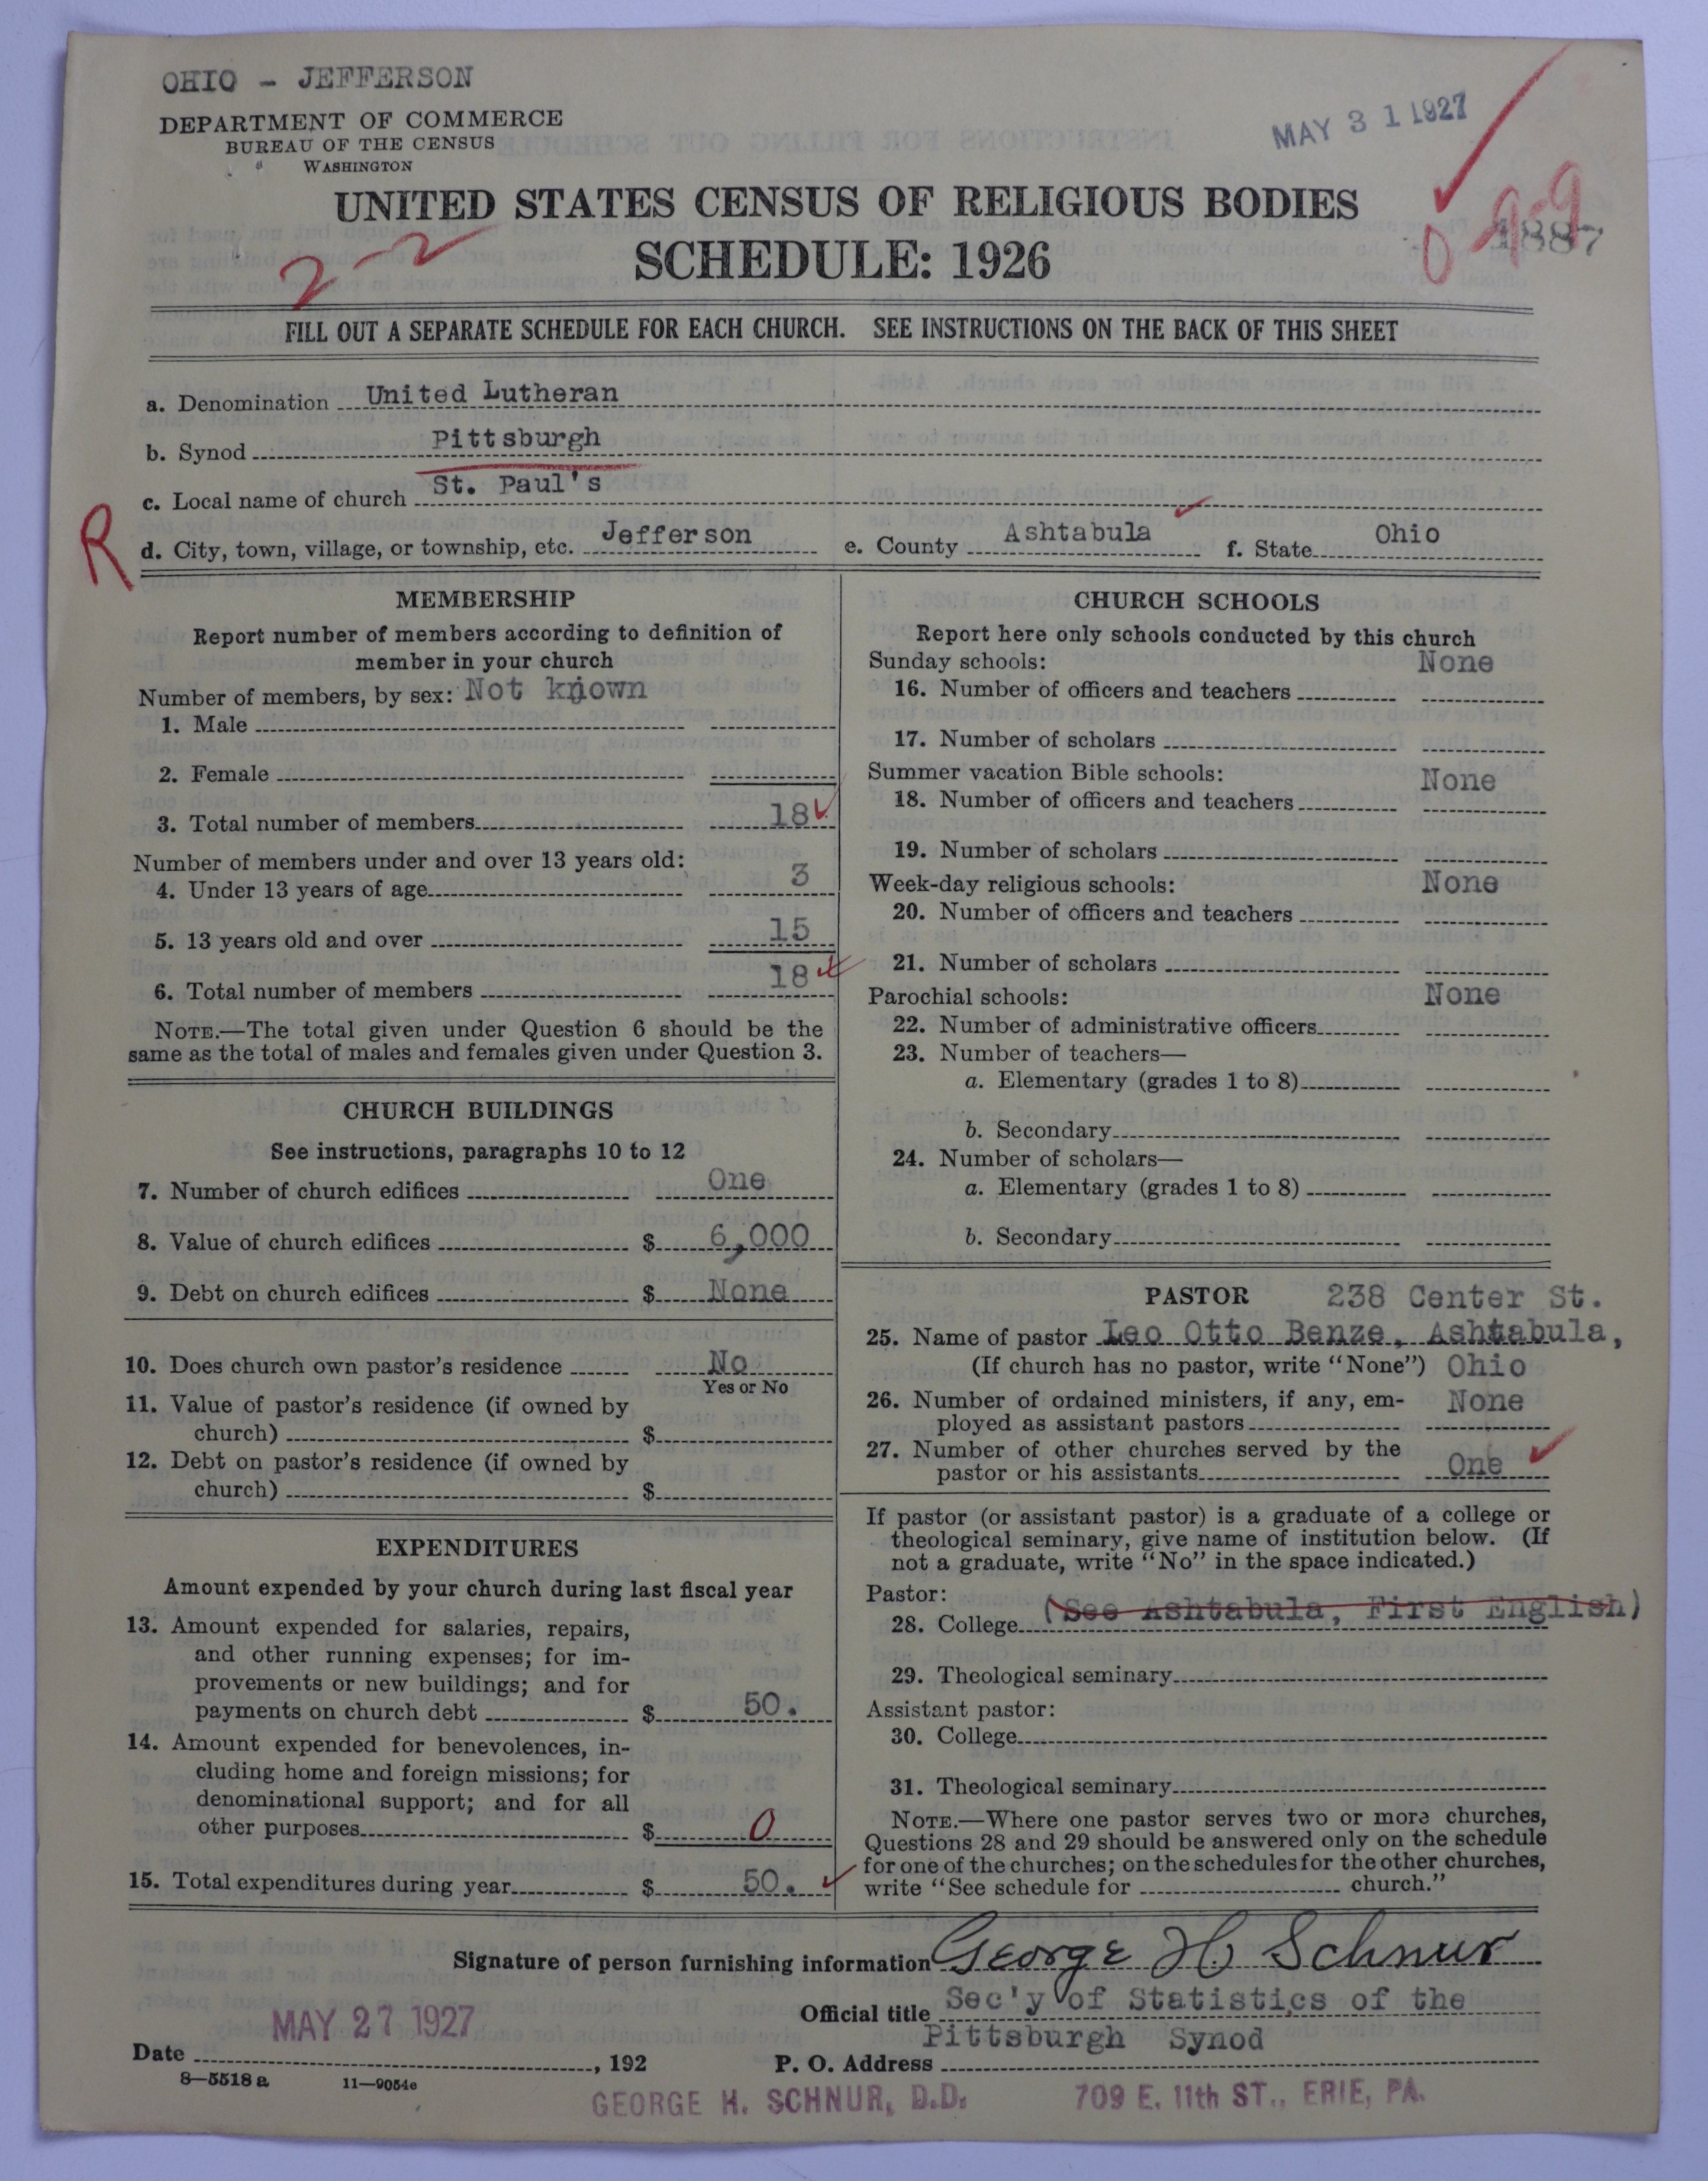 OHIO - JEFFERSON
DEPARTMENT OF COMMERCE
BUREAU OF THE CENSUS
WASHINGTON
MAY 31 1927
UNITED STATES CENSUS OF RELIGIOUS BODIES
SCHEDULE: 1926
2-2
0 9-9
1887
FILL OUT A SEPARATE SCHEDULE FOR EACH CHURCH. SEE INSTRUCTIONS ON THE BACK OF THIS SHEET
a. Denomination United Lutheran
b. Synod Pittsburgh
c. Local name of church St. Paul's
R
d. City, town, village, or township, etc. Jefferson e. County Ashtabula f. State Ohio
MEMBERSHIP
Report number of members according to definition of
member in your church
Number of members, by sex: Not known
1. Male
2. Female
3. Total number of members 18
Number of members under and over 13 years old:
4. Under 13 years of age 3
5. 13 years old and over 15
6. Total number of members 18
NOTE.—The total given under Question 6 should be the
same as the total of males and females given under Question 3.
CHURCH BUILDINGS
See instructions, paragraphs 10 to 12
7. Number of church edifices One
8. Value of church edifices $ 6,000
9. Debt on church edifices $ None
10. Does church own pastor's residence No
Yes or No
11. Value of pastor's residence (if owned by
church) $
12. Debt on pastor's residence (if owned by
church) $
EXPENDITURES
Amount expended by your church during last fiscal year
13. Amount expended for salaries, repairs,
and other running expenses; for im-
provements or new buildings; and for
payments on church debt $ 50.
14. Amount expended for benevolences, in-
cluding home and foreign missions; for
denominational support; and for all
other purposes $ 0
15. Total expenditures during year $ 50.
CHURCH SCHOOLS
Report here only schools conducted by this church
Sunday schools: None
16. Number of officers and teachers
17. Number of scholars
Summer vacation Bible schools: None
18. Number of officers and teachers
19. Number of scholars
Week-day religious schools: None
20. Number of officers and teachers
21. Number of scholars
Parochial schools: None
22. Number of administrative officers
23. Number of teachers—
a. Elementary (grades 1 to 8)
b. Secondary
24. Number of scholars—
a. Elementary (grades 1 to 8)
b. Secondary
PASTOR 238 Center St.
25. Name of pastor Leo Otto Benze, Ashtabula,
(If church has no pastor, write "None") Ohio
26. Number of ordained ministers, if any, em- None
ployed as assistant pastors
27. Number of other churches served by the
pastor or his assistants One
If pastor (or assistant pastor) is a graduate of a college or
theological seminary, give name of institution below. (If
not a graduate, write "No" in the space indicated.)
Pastor:
28. College (See Ashtabula, First English)
29. Theological seminary
Assistant pastor:
30. College
31. Theological seminary
NOTE.—Where one pastor serves two or more churches,
Questions 28 and 29 should be answered only on the schedule
for one of the churches; on the schedules for the other churches,
write "See schedule for church."
Signature of person furnishing information George H Schnur
Official title Sec'y of Statistics of the
Pittsburgh Synod
MAY 27 1927
Date , 192
P. O. Address
8-5518 a 11-9054c
GEORGE H. SCHNUR, D.D. 709 E. 11th ST., ERIE, PA.